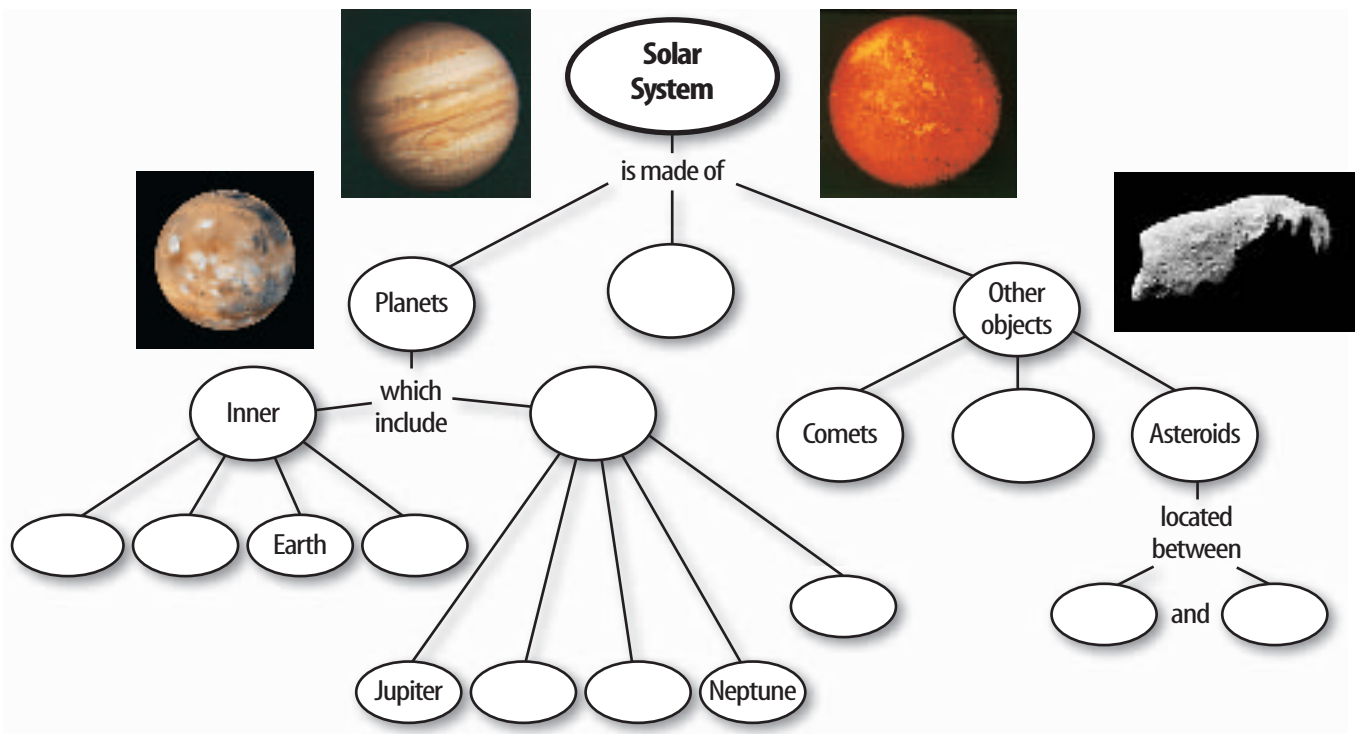 Solar
System
is made of
Planets
Other
objects
which
include
Inner
Comets
Asteroids
Earth
located
between
and
Jupiter
Neptune